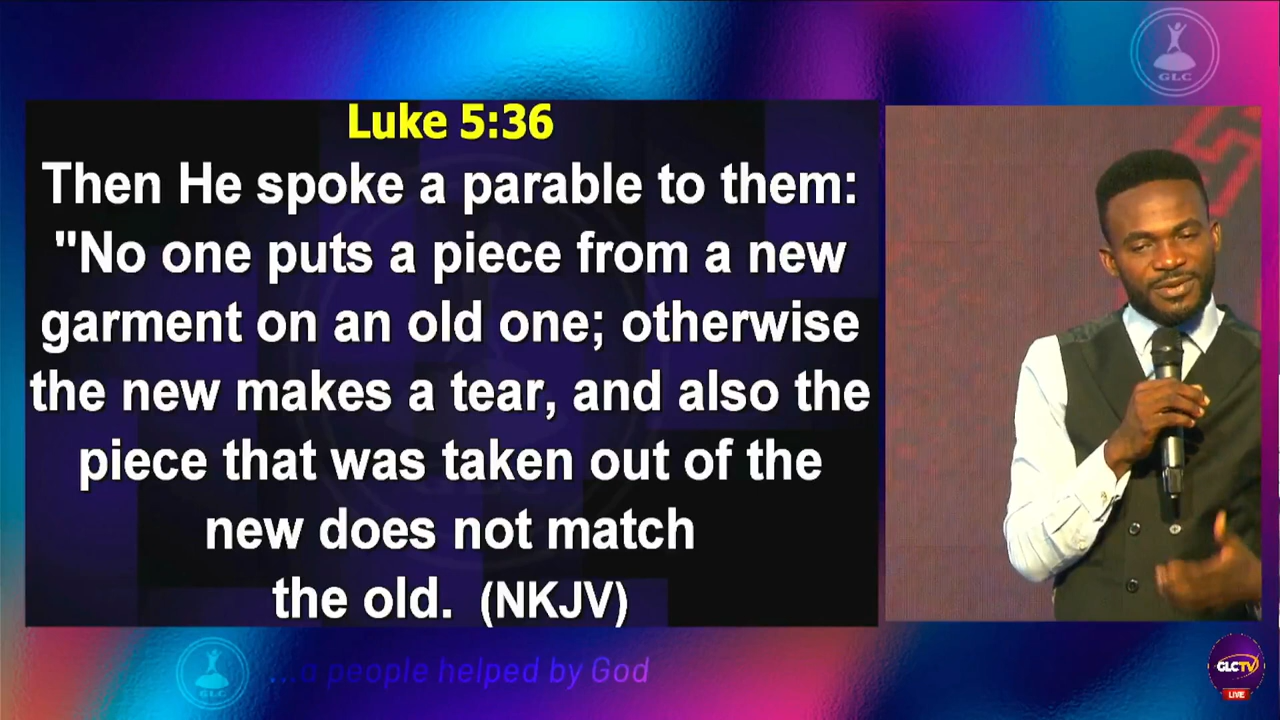 GLC
Luke 5:36
Then He spoke a parable to them:
"No one puts a piece from a new
garment on an old one; otherwise
the new makes a tear, and also the
piece that was taken out of the
new does not match
the old. (NKJV)
GLC
...a people helped by God
GLCTV
LIVE